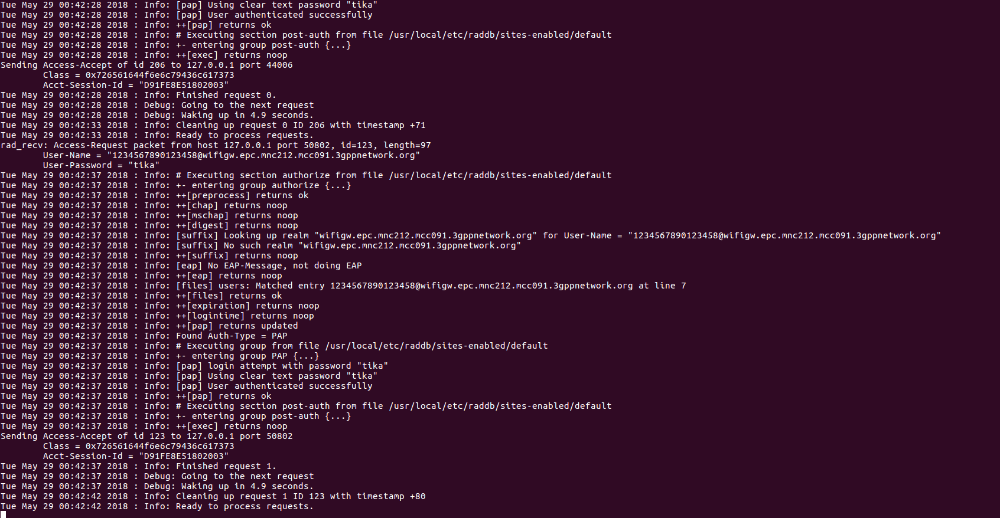 Tue May 29 00:42:28 2018 : Info: [pap] Using clear text password "tika"
Tue May 29 00:42:28 2018 : Info: [pap] User authenticated successfully
Tue May 29 00:42:28 2018 : Info: ++[pap] returns ok
Tue May 29 00:42:28 2018 : Info: # Executing section post-auth from file /usr/local/etc/raddb/sites-enabled/default
Tue May 29 00:42:28 2018 : Info: +- entering group post-auth {...}
Tue May 29 00:42:28 2018 : Info: ++[exec] returns noop
Sending Access-Accept of id 206 to 127.0.0.1 port 44006
Class = 0x726561644f6e6c79436c617373
Acct-Session-Id = "D91FE8E51802003"
Tue May 29 00:42:28 2018 : Info: Finished request 0.
Tue May 29 00:42:28 2018 : Debug: Going to the next request
Tue May 29 00:42:28 2018 : Debug: Waking up in 4.9 seconds.
Tue May 29 00:42:33 2018 : Info: Cleaning up request 0 ID 206 with timestamp +71
Tue May 29 00:42:33 2018 : Info: Ready to process requests.
rad_recv: Access-Request packet from host 127.0.0.1 port 50802, id=123, length=97
User-Name = "1234567890123458@wifigw.epc.mnc212.mcc091.3gppnetwork.org"
User-Password = "tika"
Tue May 29 00:42:37 2018 : Info: # Executing section authorize from file /usr/local/etc/raddb/sites-enabled/default
Tue May 29 00:42:37 2018 : Info: +- entering group authorize {...}
Tue May 29 00:42:37 2018 : Info: ++[preprocess] returns ok
Tue May 29 00:42:37 2018 : Info: ++[chap] returns noop
Tue May 29 00:42:37 2018 : Info: ++[mschap] returns noop
Tue May 29 00:42:37 2018 : Info: ++[digest] returns noop
Tue May 29 00:42:37 2018 : Info: [suffix] Looking up realm "wifigw.epc.mnc212.mcc091.3gppnetwork.org" for User-Name = "1234567890123458@wifigw.epc.mnc212.mcc091.3gppnetwork.org"
Tue May 29 00:42:37 2018 : Info: [suffix] No such realm "wifigw.epc.mnc212.mcc091.3gppnetwork.org"
Tue May 29 00:42:37 2018 : Info: ++[suffix] returns noop
Tue May 29 00:42:37 2018 : Info: [eap] No EAP-Message, not doing EAP
Tue May 29 00:42:37 2018 : Info: ++[eap] returns noop
Tue May 29 00:42:37 2018 : Info: [files] users: Matched entry 1234567890123458@wifigw.epc.mnc212.mcc091.3gppnetwork.org at line 7
Tue May 29 00:42:37 2018 : Info: ++[files] returns ok
Tue May 29 00:42:37 2018 : Info: ++[expiration] returns noop
Tue May 29 00:42:37 2018 : Info: ++[logintime] returns noop
Tue May 29 00:42:37 2018 : Info: ++[pap] returns updated
Tue May 29 00:42:37 2018 : Info: Found Auth-Type = PAP
Tue May 29 00:42:37 2018 : Info: # Executing group from file /usr/local/etc/raddb/sites-enabled/default
Tue May 29 00:42:37 2018 : Info: +- entering group PAP {...}
Tue May 29 00:42:37 2018 : Info: [pap] login attempt with password "tika"
Tue May 29 00:42:37 2018 : Info: [pap] Using clear text password "tika"
Tue May 29 00:42:37 2018 : Info: [pap] User authenticated successfully
Tue May 29 00:42:37 2018 : Info: ++[pap] returns ok
Tue May 29 00:42:37 2018 : Info: # Executing section post-auth from file /usr/local/etc/raddb/sites-enabled/default
Tue May 29 00:42:37 2018 : Info: +- entering group post-auth {...}
Tue May 29 00:42:37 2018 : Info: ++[exec] returns noop
Sending Access-Accept of id 123 to 127.0.0.1 port 50802
Class = 0x726561644f6e6c79436c617373
Acct-Session-Id = "D91FE8E51802003"
Tue May 29 00:42:37 2018 : Info: Finished request 1.
Tue May 29 00:42:37 2018 : Debug: Going to the next request
Tue May 29 00:42:37 2018 : Debug: Waking up in 4.9 seconds.
Tue May 29 00:42:42 2018 : Info: Cleaning up request 1 ID 123 with timestamp +80
Tue May 29 00:42:42 2018 : Info: Ready to process requests.